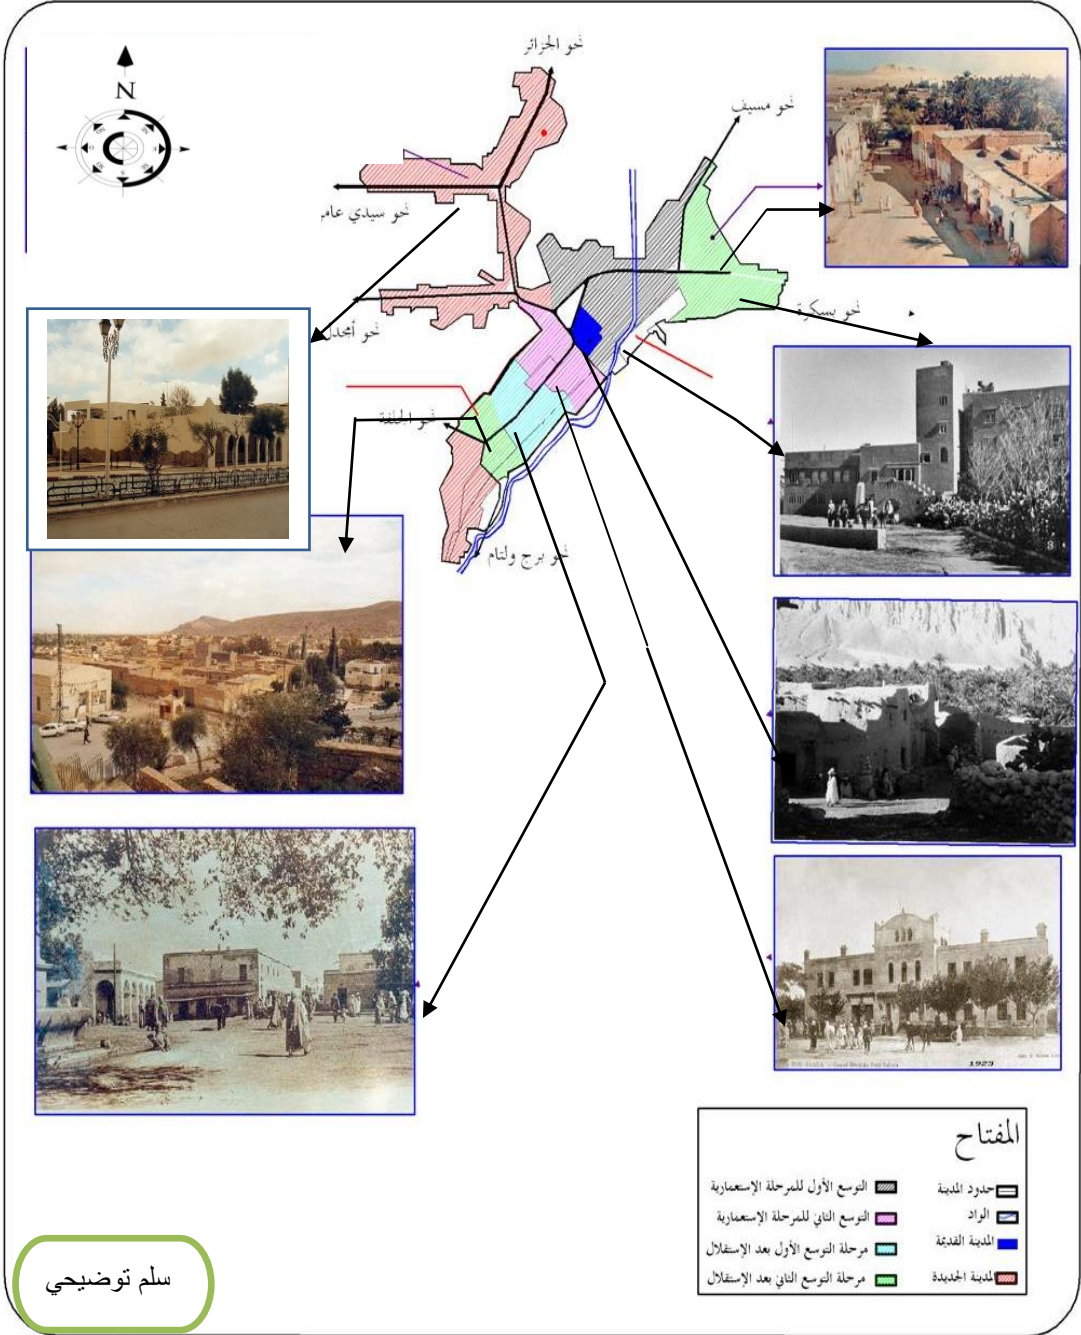 نحو الجزائر
N
نحو مسيف
نحو سيدي عامر
نحو أمجدل
نحو بسكرة
نحو الجلفة
نحو برج ولتام
8
1923
المفتاح
حدود المدينة
الواد
المدينة القديمة
المدينة الجديدة
التوسع الأول للمرحلة الإستعمارية
التوسع الثاني للمرحلة الإستعمارية
مرحلة التوسع الأول بعد الإستقلال
مرحلة التوسع الثاني بعد الإستقلال
سلم توضيحي